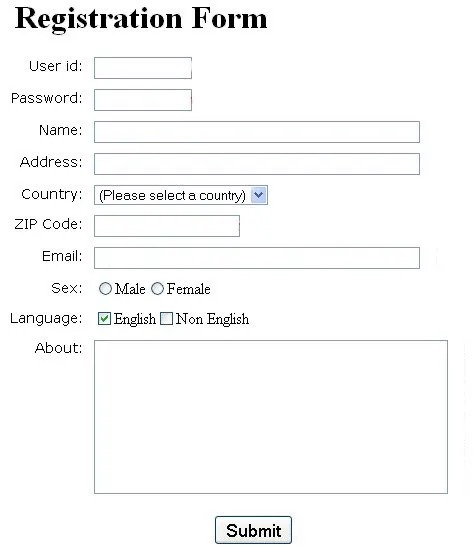 Registration Form
User id:
Password:
Name:
Address:
Country: (Please select a country)
ZIP Code:
Email:
Sex: Male Female
Language: English Non English
About:
Submit